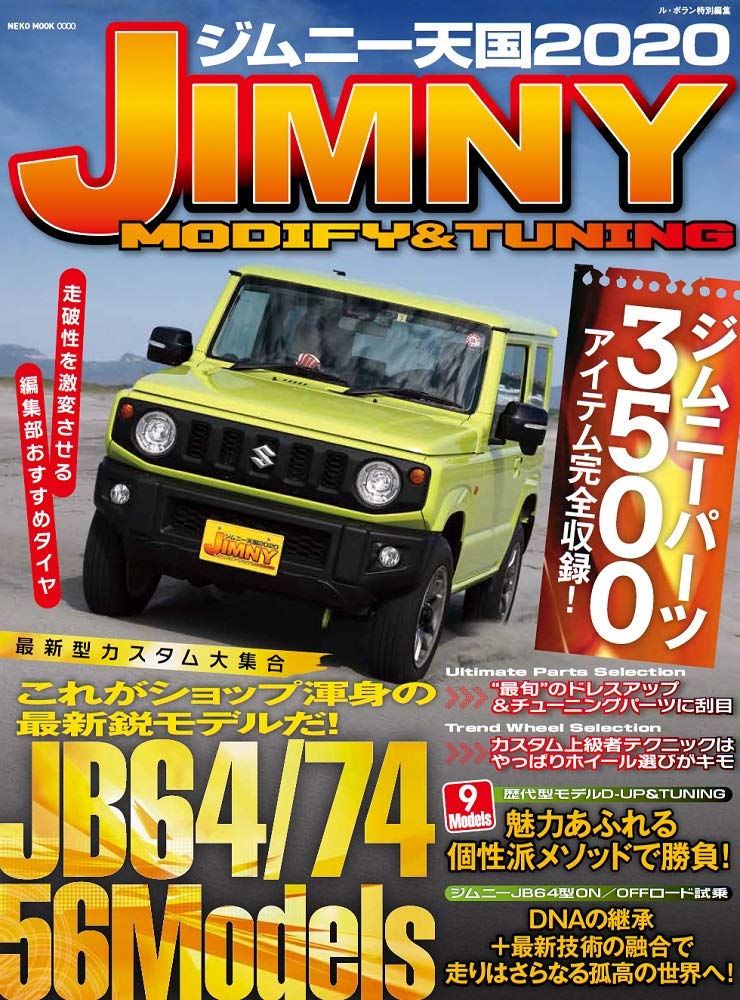 NEKO MOOK 0000
ル・ボラン特別編集
ジムニー天国2020
JIMNY
MODIFY&TUNING
走破性を激変させる
編集部おすすめタイヤ
ジムニーパーツ
3500
アイテム完全収録!
ジムニー天国2020
JIMNY
最新型カスタム大集合
これがショップ渾身の
最新鋭モデルだ!
JB64/74
56Models
Ultimate Parts Selection
“最旬”のドレスアップ
&チューニングパーツに刮目
Trend Wheel Selection
カスタム上級者テクニックは
やっぱりホイール選びがキモ
9
Models
歴代型モデルD-UP&TUNING
魅力あふれる
個性派メソッドで勝負!
ジムニーJB64型ON/OFFロード試乗
DNAの継承
+最新技術の融合で
走りはさらなる孤高の世界へ!